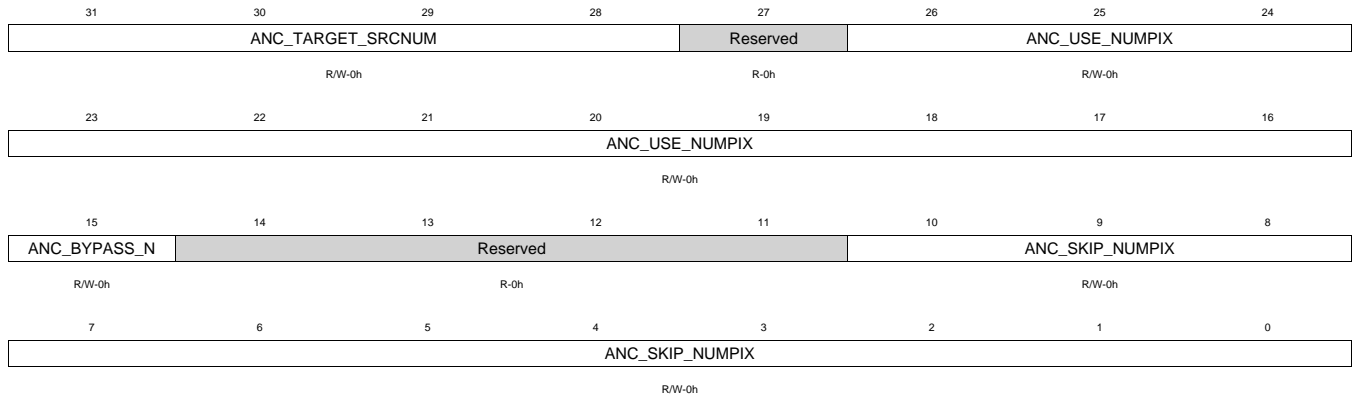 31 30 29 28 27 26 25 24
ANC_TARGET_SRCNUM Reserved ANC_USE_NUMPIX
R/W-0h R-0h R/W-0h
23 22 21 20 19 18 17 16
ANC_USE_NUMPIX
R/W-0h
15 14 13 12 11 10 9 8
ANC_BYPASS_N Reserved ANC_SKIP_NUMPIX
R/W-0h R-0h R/W-0h
7 6 5 4 3 2 1 0
ANC_SKIP_NUMPIX
R/W-0h